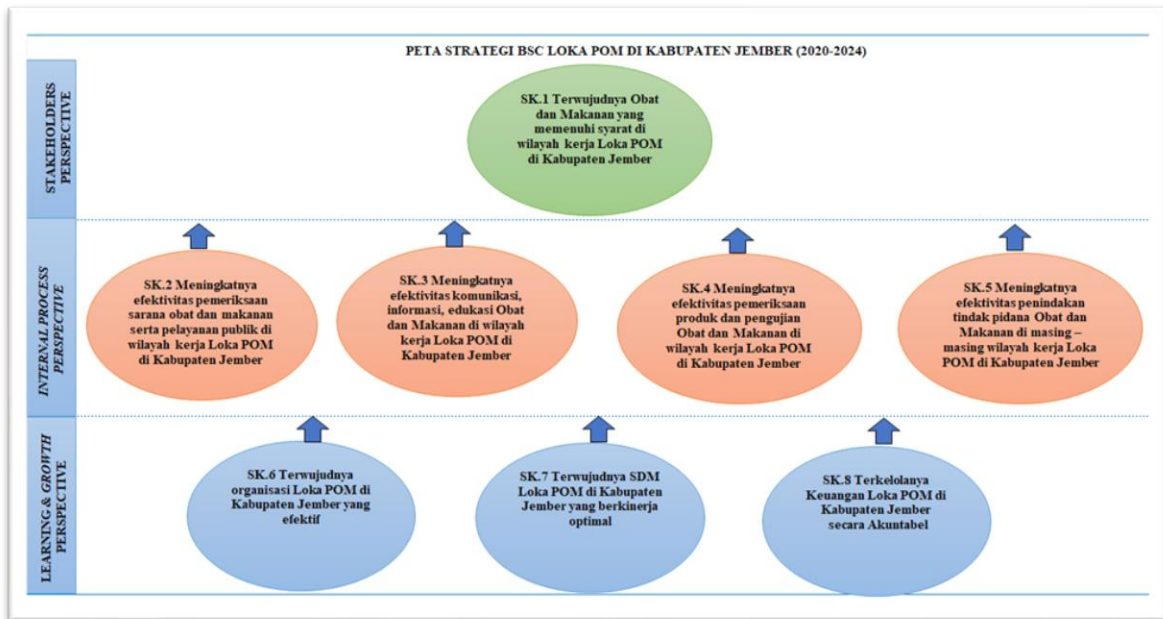 PETA STRATEGI BSC LOKA POM DI KABUPATEN JEMBER (2020-2024)
STAKEHOLDERS
PERSPECTIVE
SK.1 Terwujudnya Obat
dan Makanan yang
memenuhi syarat di
wilayah kerja Loka POM
di Kabupaten Jember
INTERNAL PROCESS
PERSPECTIVE
SK.2 Meningkatnya
efektivitas pemeriksaan
sarana obat dan makanan
serta pelayanan publik di
wilayah kerja Loka POM
di Kabupaten Jember
SK.3 Meningkatnya
efektivitas komunikasi,
informasi, edukasi Obat
dan Makanan di wilayah
kerja Loka POM di
Kabupaten Jember
SK.4 Meningkatnya
efektivitas pemeriksaan
produk dan pengujian
Obat dan Makanan di
wilayah kerja Loka POM
di Kabupaten Jember
SK.5 Meningkatnya
efektivitas penindakan
tindak pidana Obat dan
Makanan di masing –
masing wilayah kerja Loka
POM di Kabupaten Jember
LEARNING & GROWTH
PERSPECTIVE
SK.6 Terwujudnya
organisasi Loka POM di
Kabupaten Jember yang
efektif
SK.7 Terwujudnya SDM
Loka POM di Kabupaten
Jember yang berkinerja
optimal
SK.8 Terkelolanya
Keuangan Loka POM di
Kabupaten Jember
secara Akuntabel